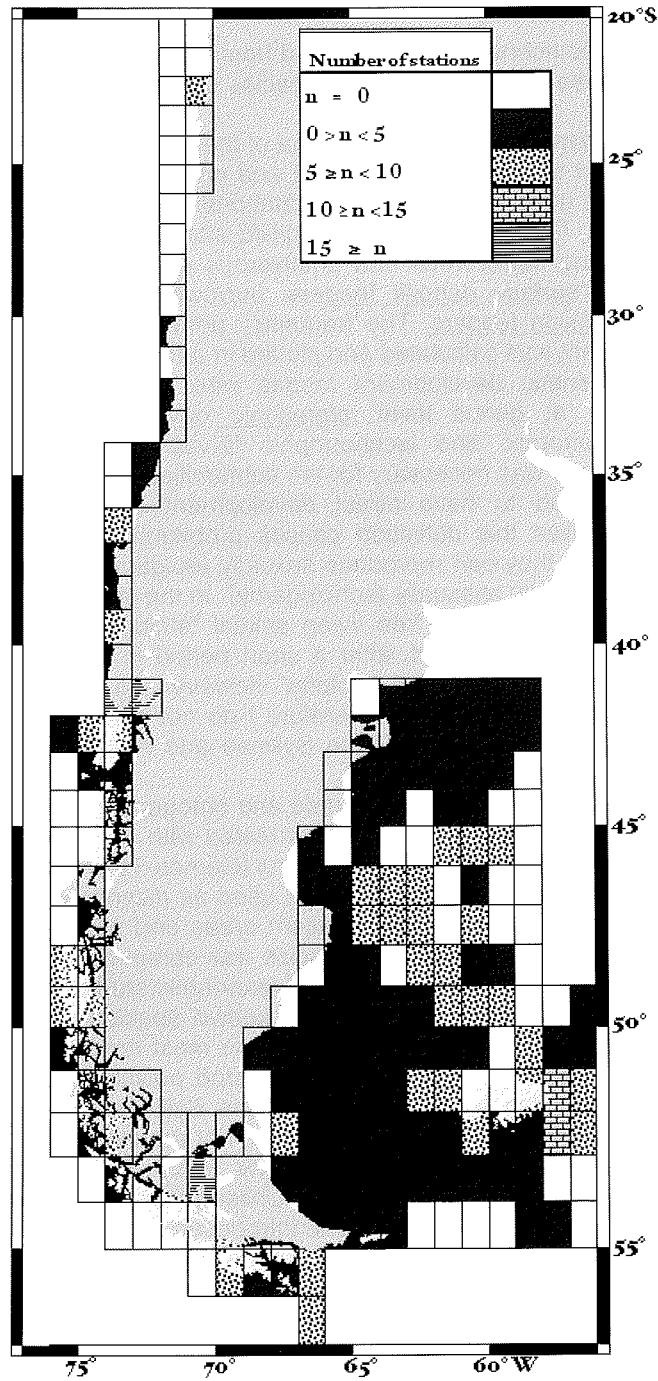 20°S
Number of stations
n = 0
0 > n < 5
5 ≥ n < 10
10 ≥ n < 15
15 ≥ n
25°
30°
35°
40°
45°
50°
55°
75° 70° 65° 60°W